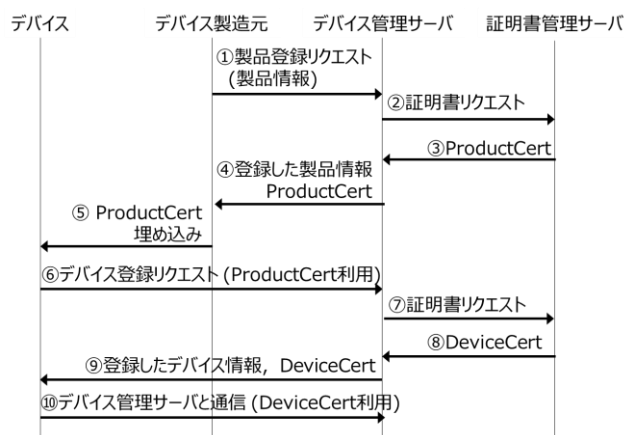 デバイス デバイス製造元 デバイス管理サーバ 証明書管理サーバ
①製品登録リクエスト
(製品情報)
②証明書リクエスト
③ProductCert
④登録した製品情報
ProductCert
⑤ ProductCert
埋め込み
⑥デバイス登録リクエスト (ProductCert利用)
⑦証明書リクエスト
⑧DeviceCert
⑨登録したデバイス情報，DeviceCert
⑩デバイス管理サーバと通信 (DeviceCert利用)